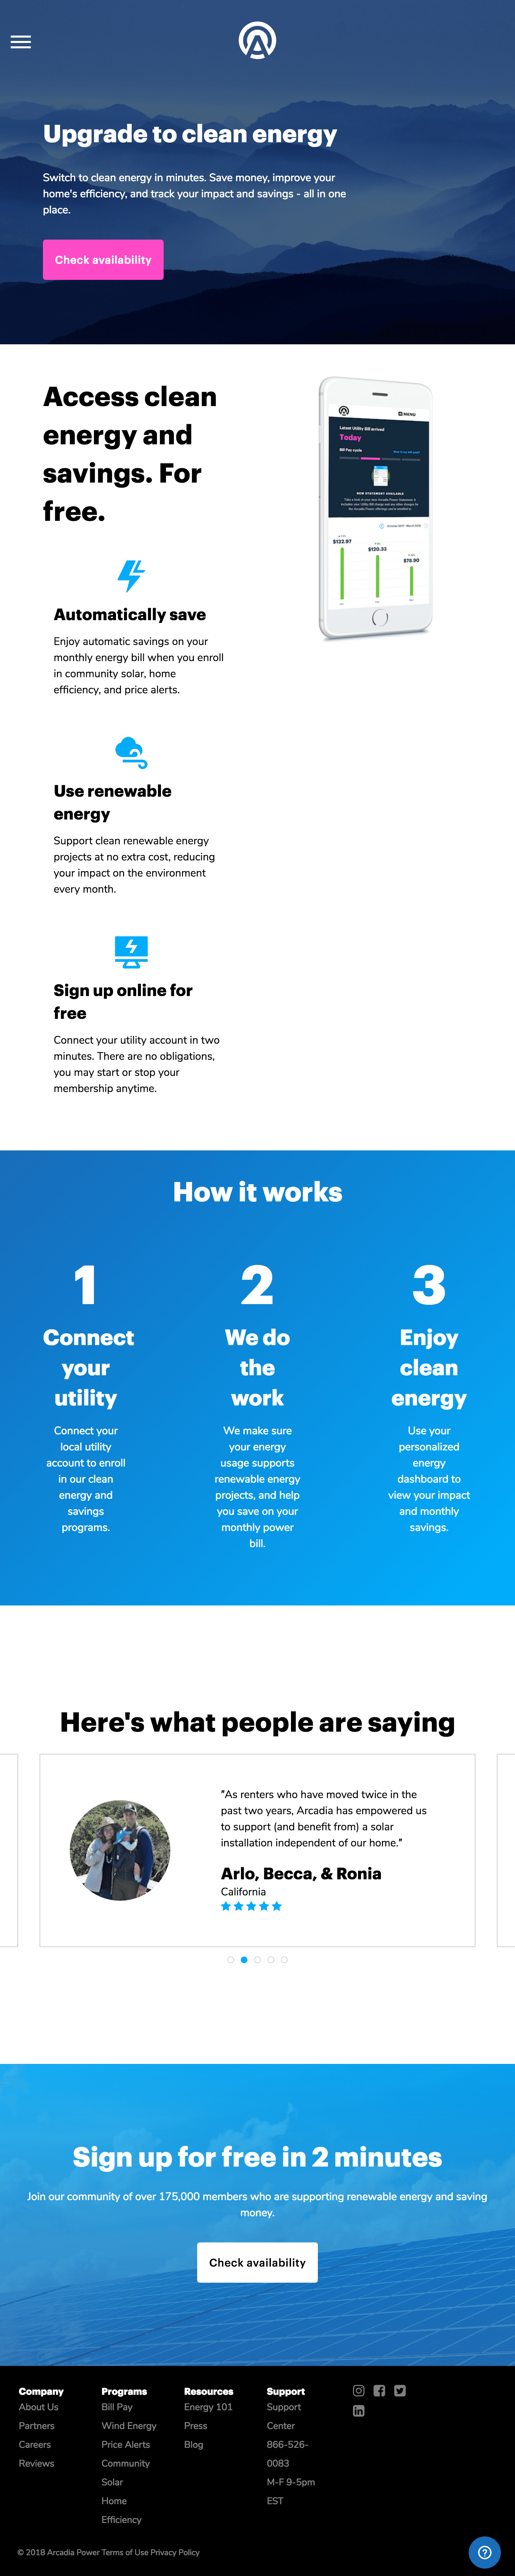 Upgrade to clean energy
Switch to clean energy in minutes. Save money, improve your
home's efficiency, and track your impact and savings - all in one
place.
Check availability
Access clean
energy and
savings. For
free.
MENU
Latest Utility Bill arrived
Today
Bill Pay cycle
NEW STATEMENT AVAILABLE
$132.97
$120.33
$76.90
Automatically save
Enjoy automatic savings on your
monthly energy bill when you enroll
in community solar, home
efficiency, and price alerts.
Use renewable
energy
Support clean renewable energy
projects at no extra cost, reducing
your impact on the environment
every month.
Sign up online for
free
Connect your utility account in two
minutes. There are no obligations,
you may start or stop your
membership anytime.
How it works
1
Connect
your
utility
Connect your
local utility
account to enroll
in our clean
energy and
savings
programs.
2
We do
the
work
We make sure
your energy
usage supports
renewable energy
projects, and help
you save on your
monthly power
bill.
3
Enjoy
clean
energy
Use your
personalized
energy
dashboard to
view your impact
and monthly
savings.
Here's what people are saying
"As renters who have moved twice in the
past two years, Arcadia has empowered us
to support (and benefit from) a solar
installation independent of our home."
Arlo, Becca, & Ronia
California
Sign up for free in 2 minutes
Join our community of over 175,000 members who are supporting renewable energy and saving
money.
Check availability
Company
About Us
Partners
Careers
Reviews
Programs
Bill Pay
Wind Energy
Price Alerts
Community
Solar
Home
Efficiency
Resources
Energy 101
Press
Blog
Support
Support
Center
866-526-
0083
M-F 9-5pm
EST
© 2018 Arcadia Power Terms of Use Privacy Policy